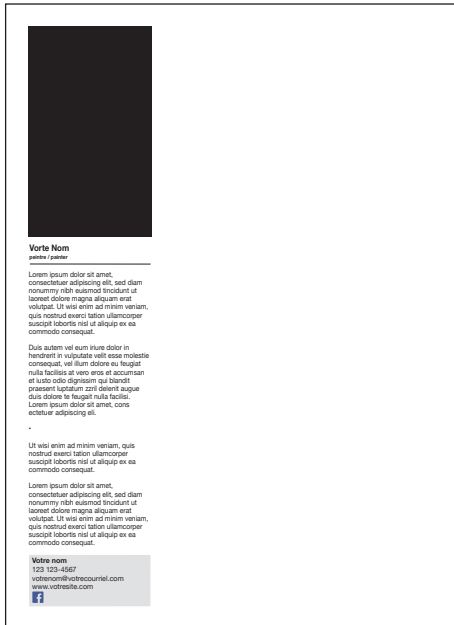 Vorte Nom
peintre / painter
Lorem ipsum dolor sit amet,
consectetuer adipiscing elit, sed diam
nonummy nibh euismod tincidunt ut
laoreet dolore magna aliquam erat
volutpat. Ut wisi enim ad minim veniam,
quis nostrud exerci tation ullamcorper
suscipit lobortis nisl ut aliquip ex ea
commodo consequat.
Duis autem vel eum iriure dolor in
hendrerit in vulputate velit esse molestie
consequat, vel illum dolore eu feugiat
nulla facilisis at vero eros et accumsan
et iusto odio dignissim qui blandit
praesent luptatum zzril delenit augue
duis dolore te feugait nulla facilisi.
Lorem ipsum dolor sit amet, cons
ectetuer adipiscing eli.
-
Ut wisi enim ad minim veniam, quis
nostrud exerci tation ullamcorper
suscipit lobortis nisl ut aliquip ex ea
commodo consequat.
Lorem ipsum dolor sit amet,
consectetuer adipiscing elit, sed diam
nonummy nibh euismod tincidunt ut
laoreet dolore magna aliquam erat
volutpat. Ut wisi enim ad minim veniam,
quis nostrud exerci tation ullamcorper
suscipit lobortis nisl ut aliquip ex ea
commodo consequat.
Votre nom
123 123-4567
votrenom@votrecourriel.com
www.votresite.com
f